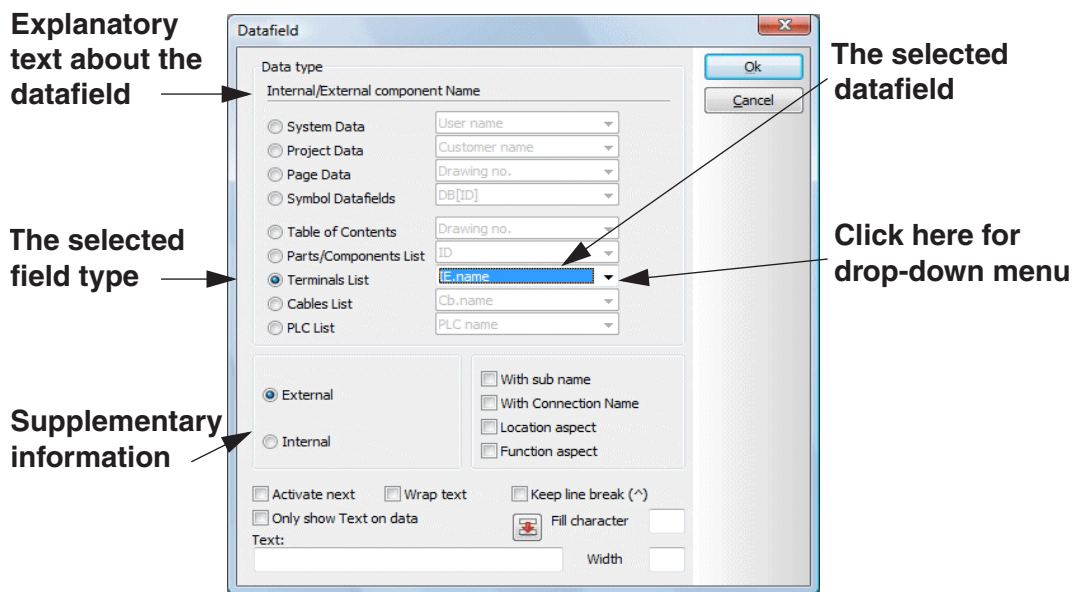 Explanatory
text about the
datafield
Datafield
The selected
datafield
Data type
Internal/External component Name
Ok
Cancel
System Data
User name
Project Data
Customer name
Page Data
Drawing no.
Symbol Datafields
DB[ID]
The selected
field type
Table of Contents
Drawing no.
Parts/Components List
ID
Terminals List
IE.name
Cables List
Cb.name
PLC List
PLC name
Click here for
drop-down menu
Supplementary
information
External
Internal
With sub name
With Connection Name
Location aspect
Function aspect
Activate next
Wrap text
Keep line break (^)
Only show Text on data
Fill character
Text:
Width